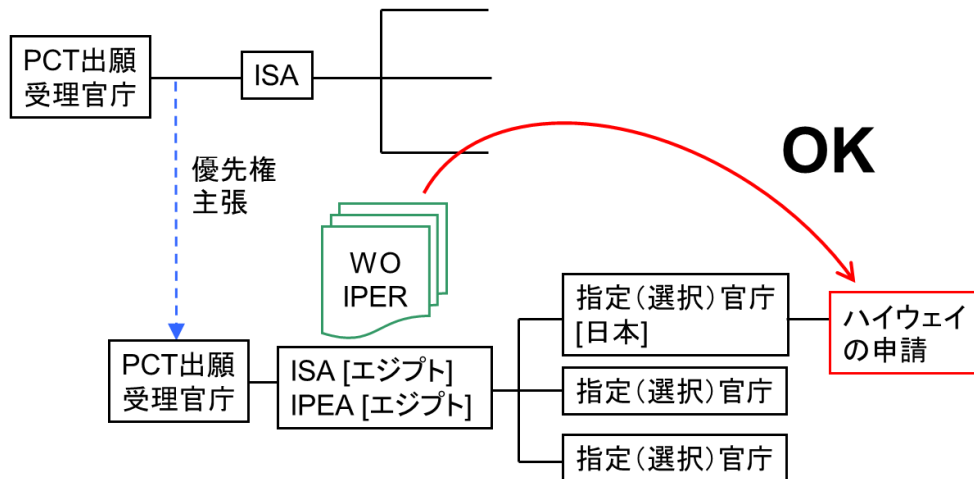 PCT出願
受理官庁
ISA
OK
優先権
主張
WO
IPER
指定(選択)官庁
[日本]
ハイウェイ
の申請
PCT出願
受理官庁
ISA [エジプト]
IPEA [エジプト]
指定(選択)官庁
指定(選択)官庁